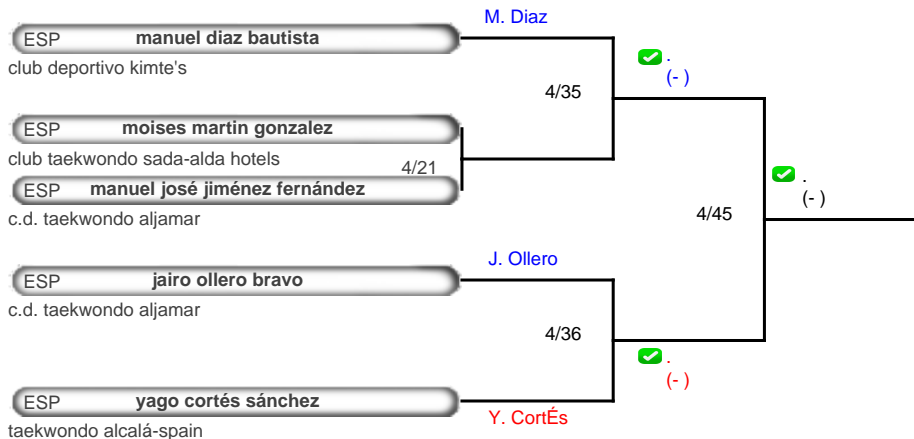 M. Diaz
ESP manuel diaz bautista
club deportivo kimte's
.
(- )
4/35
ESP moises martin gonzalez
club taekwondo sada-alda hotels
4/21
ESP manuel josé jiménez fernández
c.d. taekwondo aljamar
.
(- )
4/45
J. Ollero
ESP jairo ollero bravo
c.d. taekwondo aljamar
4/36
.
(- )
ESP yago cortés sánchez
Y. CortÉs
taekwondo alcalá-spain